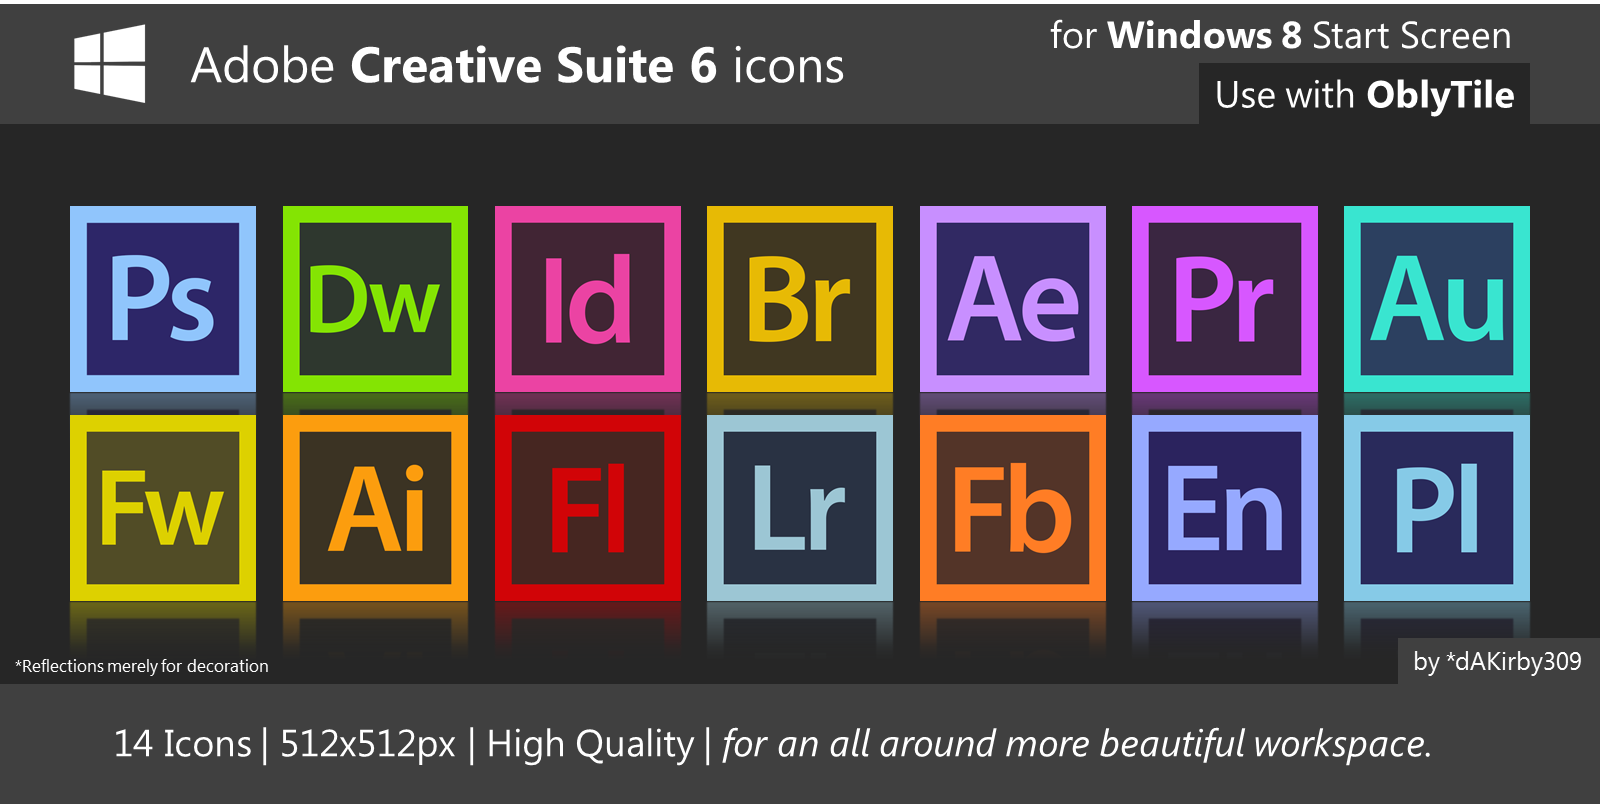 Adobe Creative Suite 6 icons
for Windows 8 Start Screen
Use with OblyTile
Ps
Dw
Id
Br
Ae
Pr
Au
Fw
Ai
Fl
Lr
Fb
En
Pl
*Reflections merely for decoration
by *dAKirby309
14 Icons | 512x512px | High Quality | for an all around more beautiful workspace.